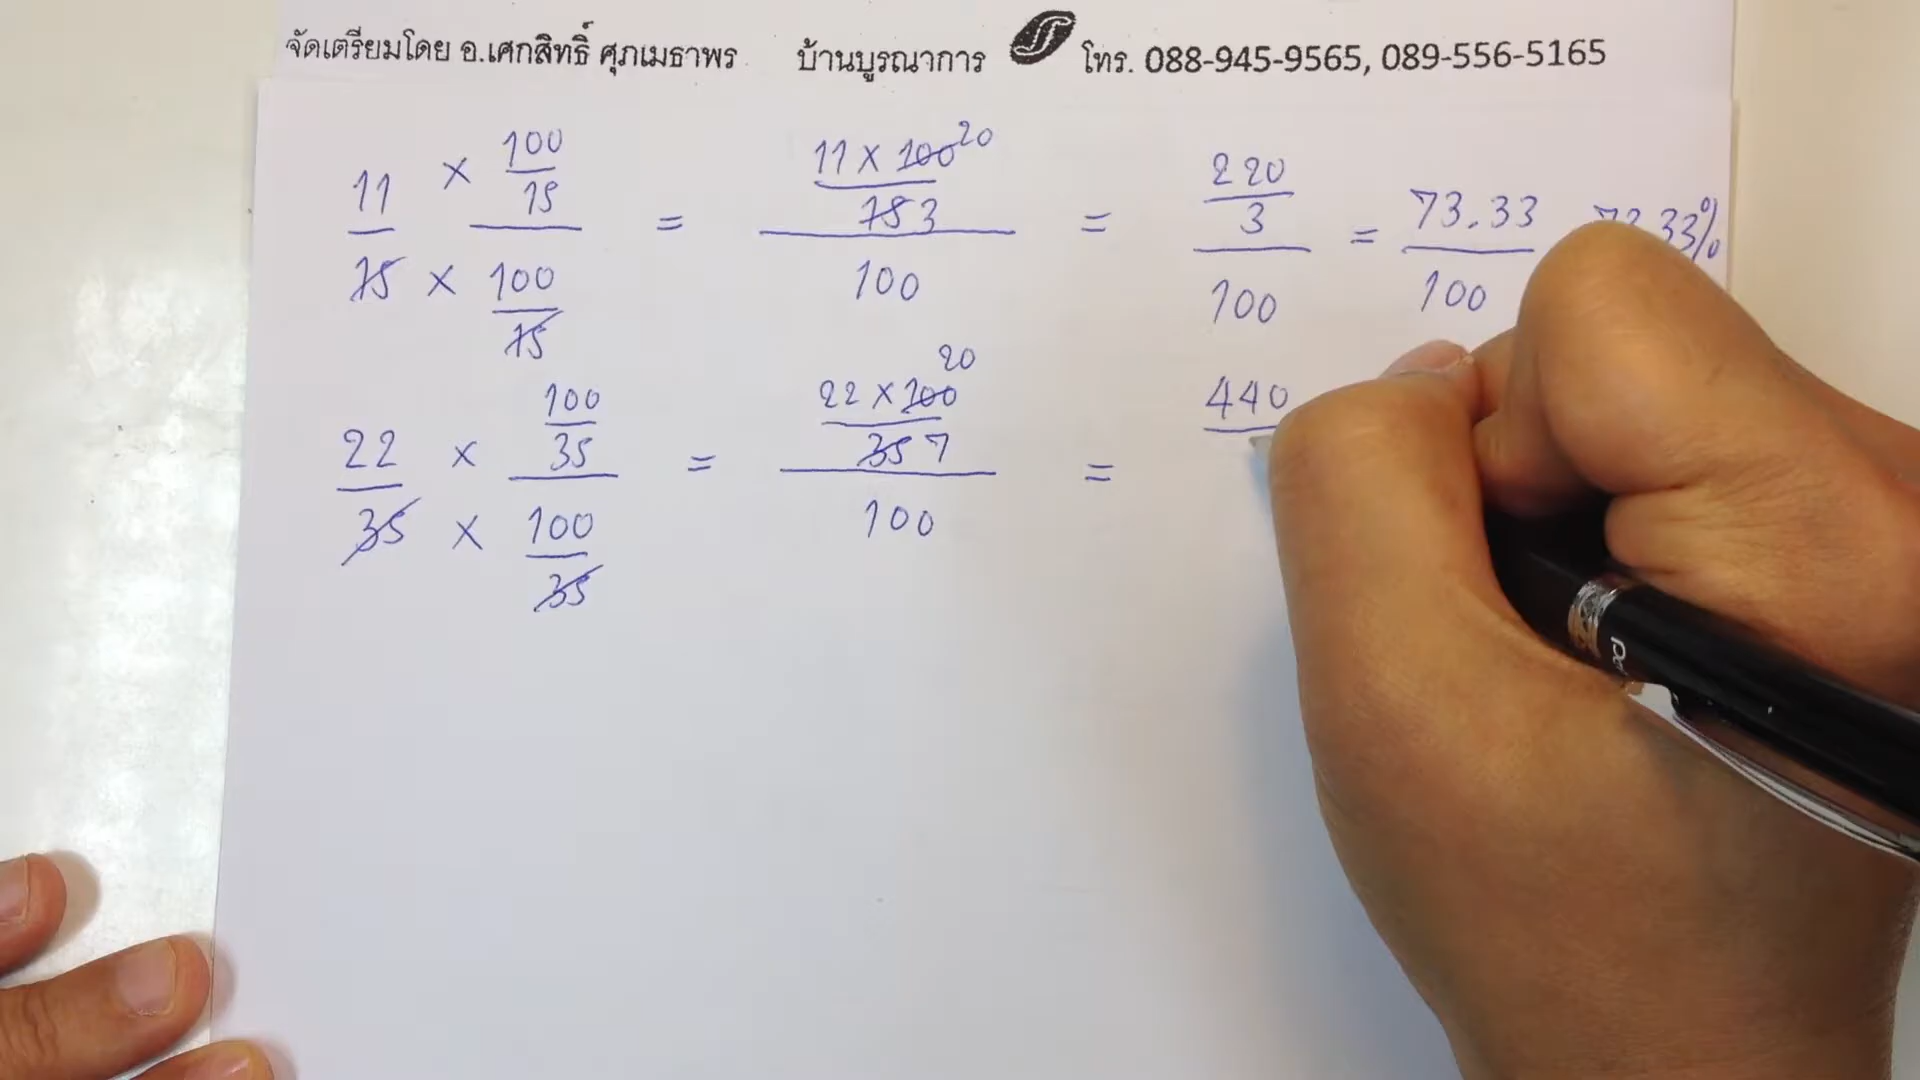 จัดเตรียมโดย อ.เศกสิทธิ์ ศุภเมธาพร บ้านบูรณาการ โทร. 088-945-9565, 089-556-5165
11/15 × (100/15) / (100/15) = (11 × 100 20 / 15 3) / 100 = (220/3) / 100 = 73.33/100 33%
22/35 × (100/35) / × (100/35) = (22 × 100 20 / 35 7) / 100 = 440